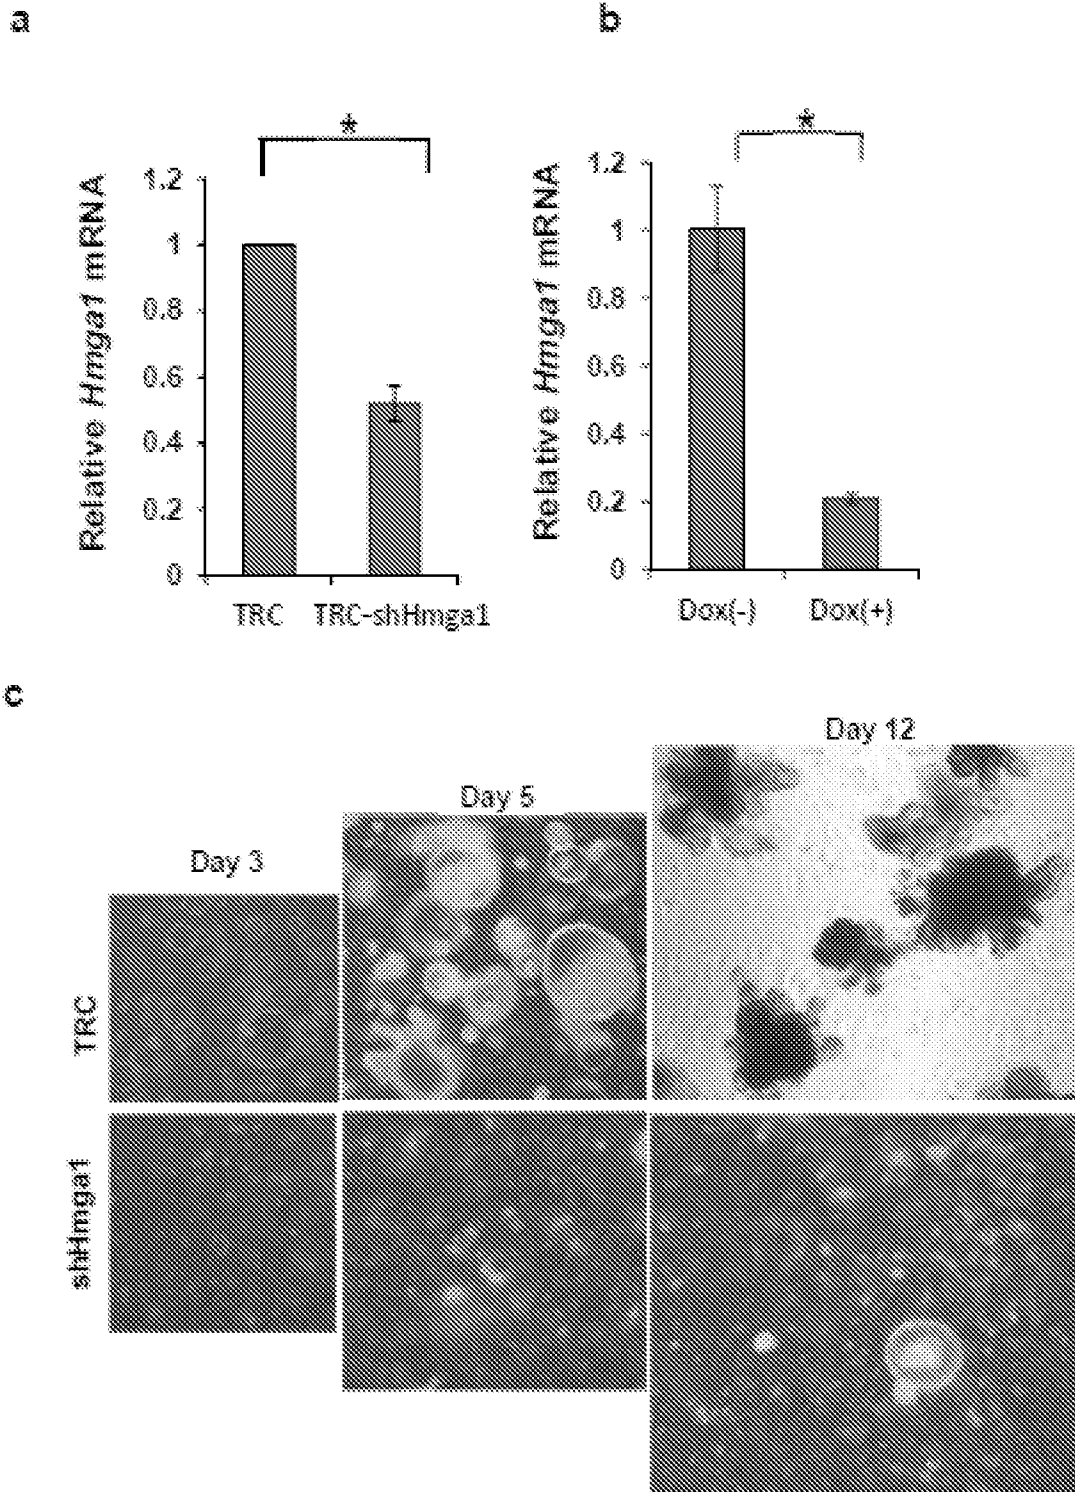 a
b
*
*
1.2
1
0.8
0.6
0.4
0.2
0
Relative Hmga1 mRNA
TRC
TRC-shHmga1
1.2
1
0.8
0.6
0.4
0.2
0
Relative Hmga1 mRNA
Dox(-)
Dox(+)
c
Day 3
Day 5
Day 12
TRC
shHmga1